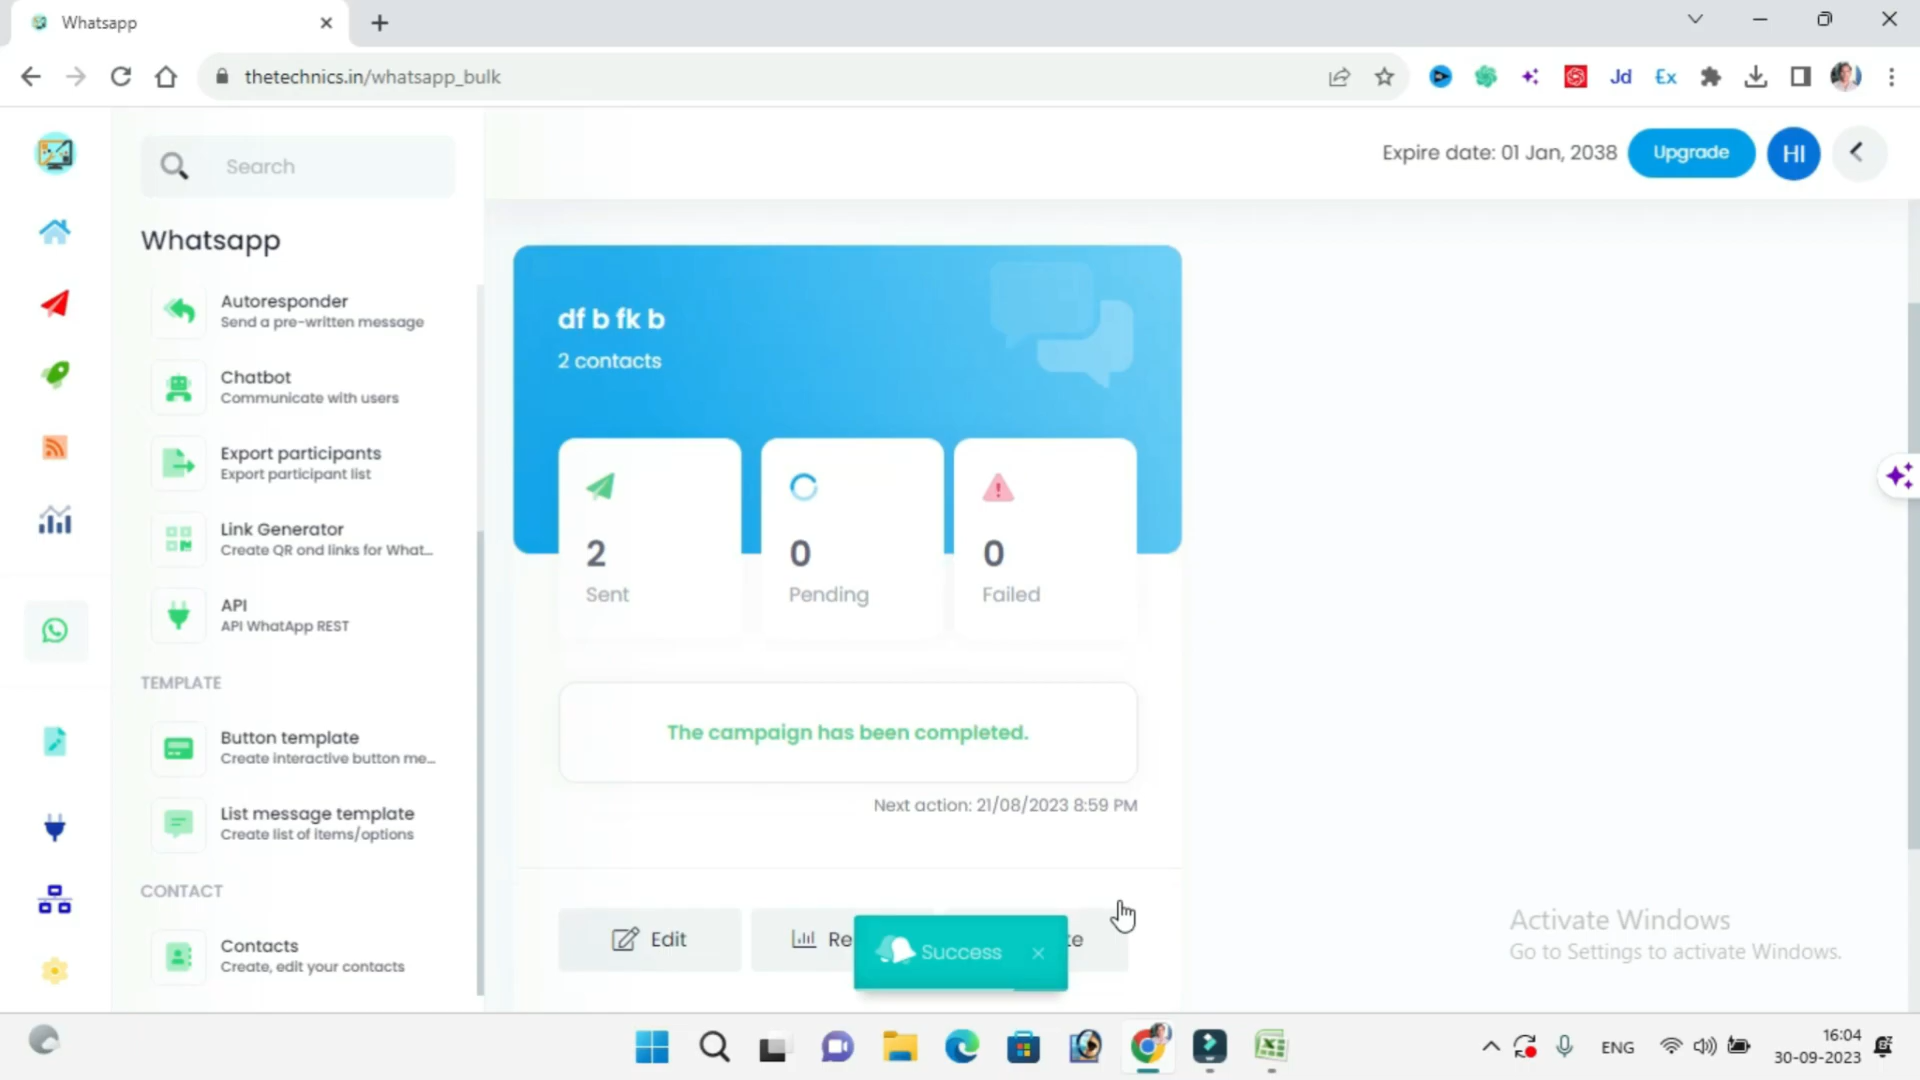 Whatsapp
thetechnics.in/whatsapp_bulk
Jd
Ex
Search
Expire date: 01 Jan, 2038
Upgrade
HI
Whatsapp
Autoresponder
Send a pre-written message
Chatbot
Communicate with users
Export participants
Export participant list
Link Generator
Create QR ond links for What...
API
API WhatApp REST
TEMPLATE
Button template
Create interactive button me...
List message template
Create list of items/options
CONTACT
Contacts
Create, edit your contacts
df b fk b
2 contacts
2
Sent
0
Pending
0
Failed
The campaign has been completed.
Next action: 21/08/2023 8:59 PM
Edit
Re
te
Success
Activate Windows
Go to Settings to activate Windows.
ENG
16:04
30-09-2023